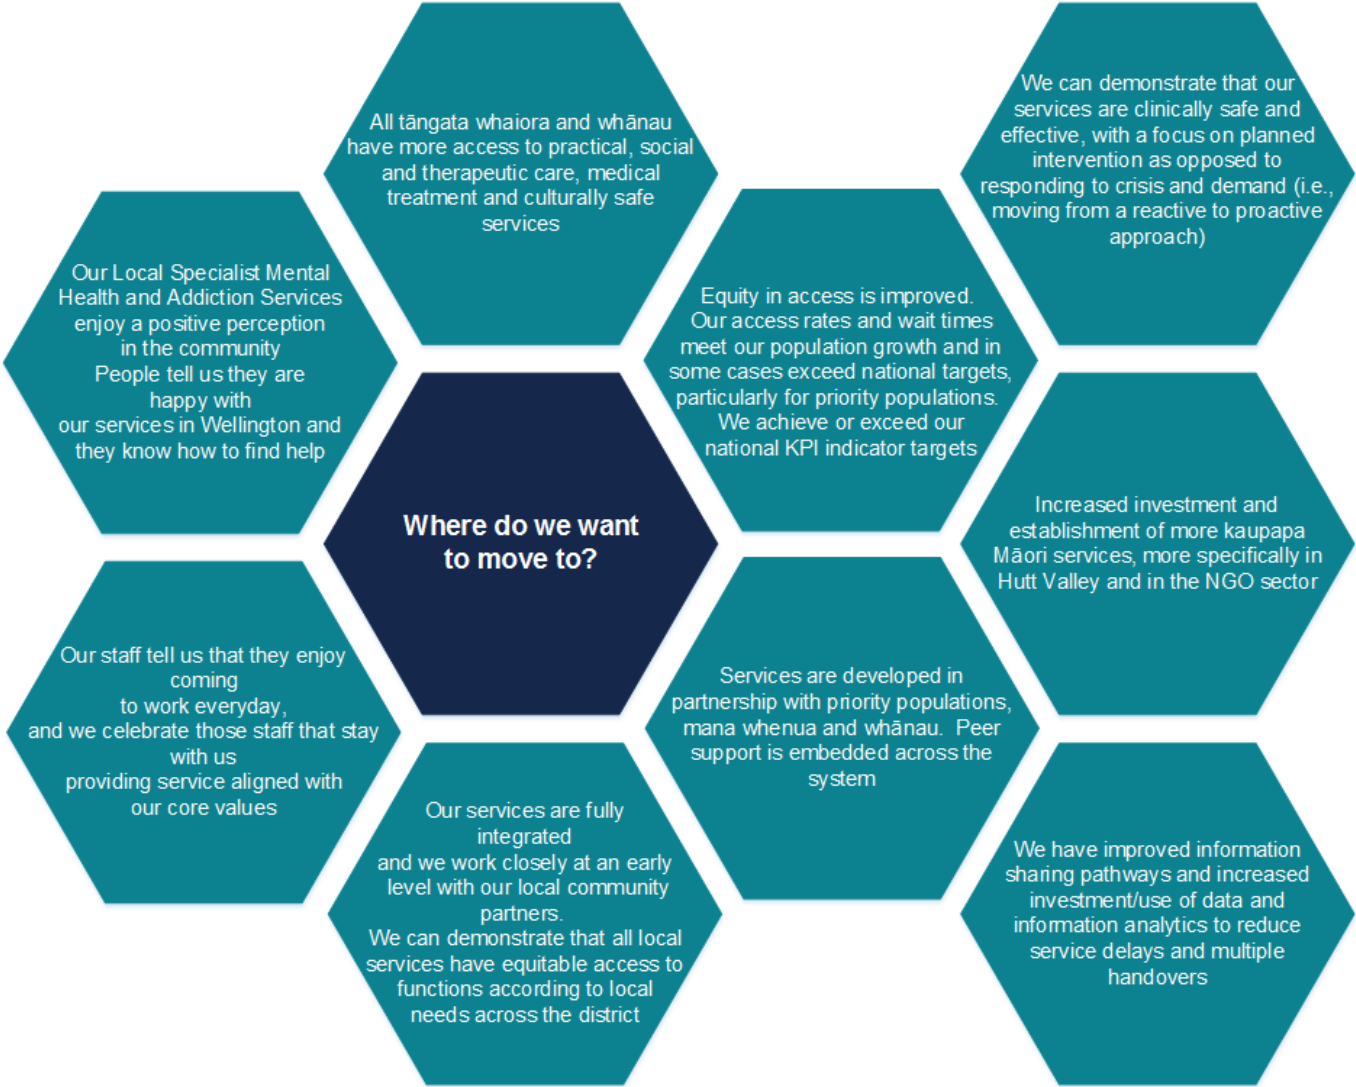 All tāngata whaiora and whānau
have more access to practical, social
and therapeutic care, medical
treatment and culturally safe
services
We can demonstrate that our
services are clinically safe and
effective, with a focus on planned
intervention as opposed to
responding to crisis and demand (i.e.,
moving from a reactive to proactive
approach)
Our Local Specialist Mental
Health and Addiction Services
enjoy a positive perception
in the community
People tell us they are
happy with
our services in Wellington and
they know how to find help
Equity in access is improved.
Our access rates and wait times
meet our population growth and in
some cases exceed national targets,
particularly for priority populations.
We achieve or exceed our
national KPI indicator targets
Where do we want
to move to?
Increased investment and
establishment of more kaupapa
Māori services, more specifically in
Hutt Valley and in the NGO sector
Our staff tell us that they enjoy
coming
to work everyday,
and we celebrate those staff that stay
with us
providing service aligned with
our core values
Services are developed in
partnership with priority populations,
mana whenua and whānau.  Peer
support is embedded across the
system
Our services are fully
integrated
and we work closely at an early
level with our local community
partners.
We can demonstrate that all local
services have equitable access to
functions according to local
needs across the district
We have improved information
sharing pathways and increased
investment/use of data and
information analytics to reduce
service delays and multiple
handovers